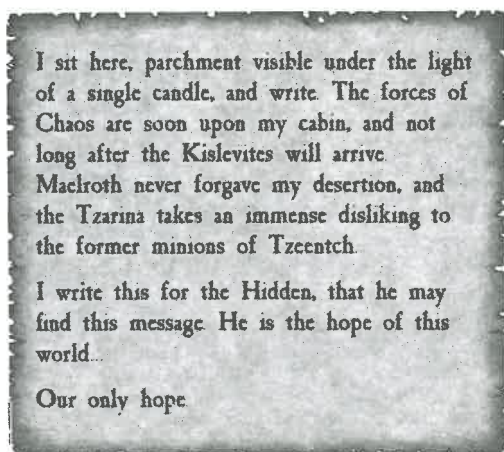 I sit here, parchment visible under the light
of a single candle, and write. The forces of
Chaos are soon upon my cabin, and not
long after the Kislevites will arrive.
Maelroth never forgave my desertion, and
the Tzarina takes an immense disliking to
the former minions of Tzeentch.
I write this for the Hidden, that he may
find this message. He is the hope of this
world...
Our only hope.